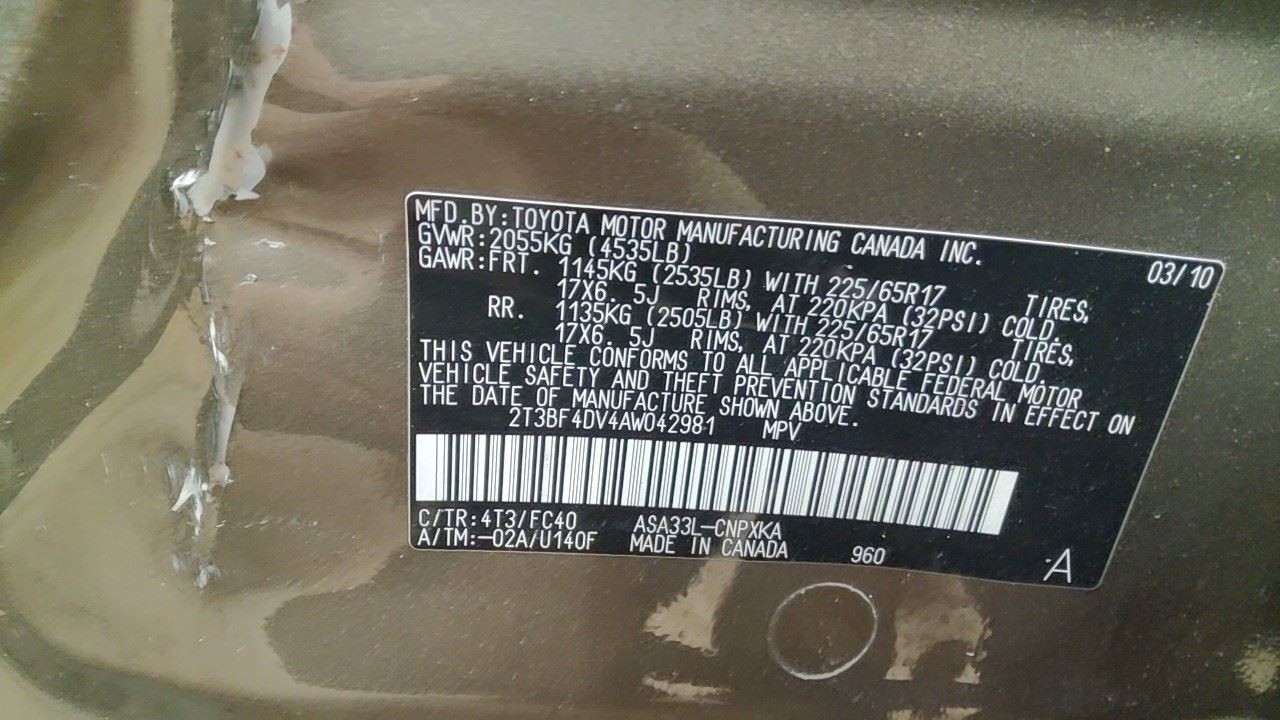 MFD.BY:TOYOTA MOTOR MANUFACTURING CANADA INC. 03/10
GVWR:2055KG (4535LB)
GAWR:FRT. 1145KG (2535LB) WITH 225/65R17 TIRES,
17X6.5J RIMS, AT 220KPA (32PSI) COLD.
RR. 1135KG (2505LB) WITH 225/65R17 TIRES,
17X6.5J RIMS, AT 220KPA (32PSI) COLD.
THIS VEHICLE CONFORMS TO ALL APPLICABLE FEDERAL MOTOR
VEHICLE SAFETY AND THEFT PREVENTION STANDARDS IN EFFECT ON
THE DATE OF MANUFACTURE SHOWN ABOVE.
2T3BF4DV4AW042981 MPV
C/TR:4T3/FC40 ASA33L-CNPXKA
A/TM:-02A/U140F MADE IN CANADA 960 ·A